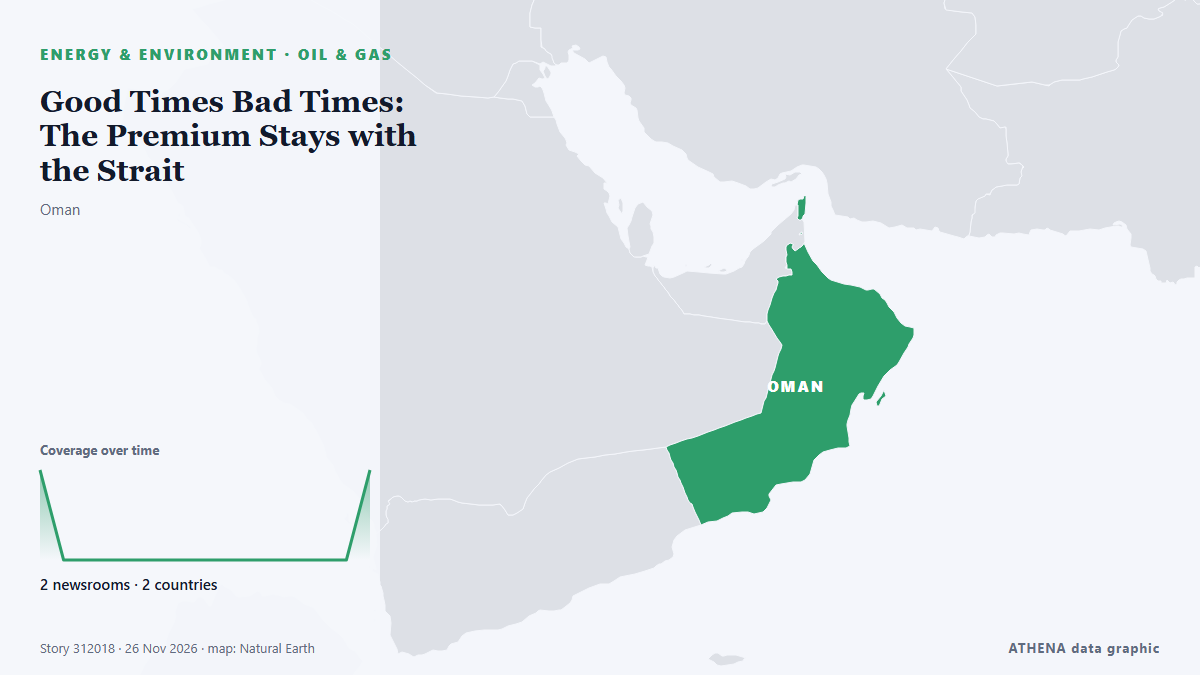 ENERGY & ENVIRONMENT · OIL & GAS
Good Times Bad Times:
The Premium Stays with
the Strait
Oman
OMAN
Coverage over time
2 newsrooms · 2 countries
Story 312018 · 26 Nov 2026 · map: Natural Earth
ATHENA data graphic